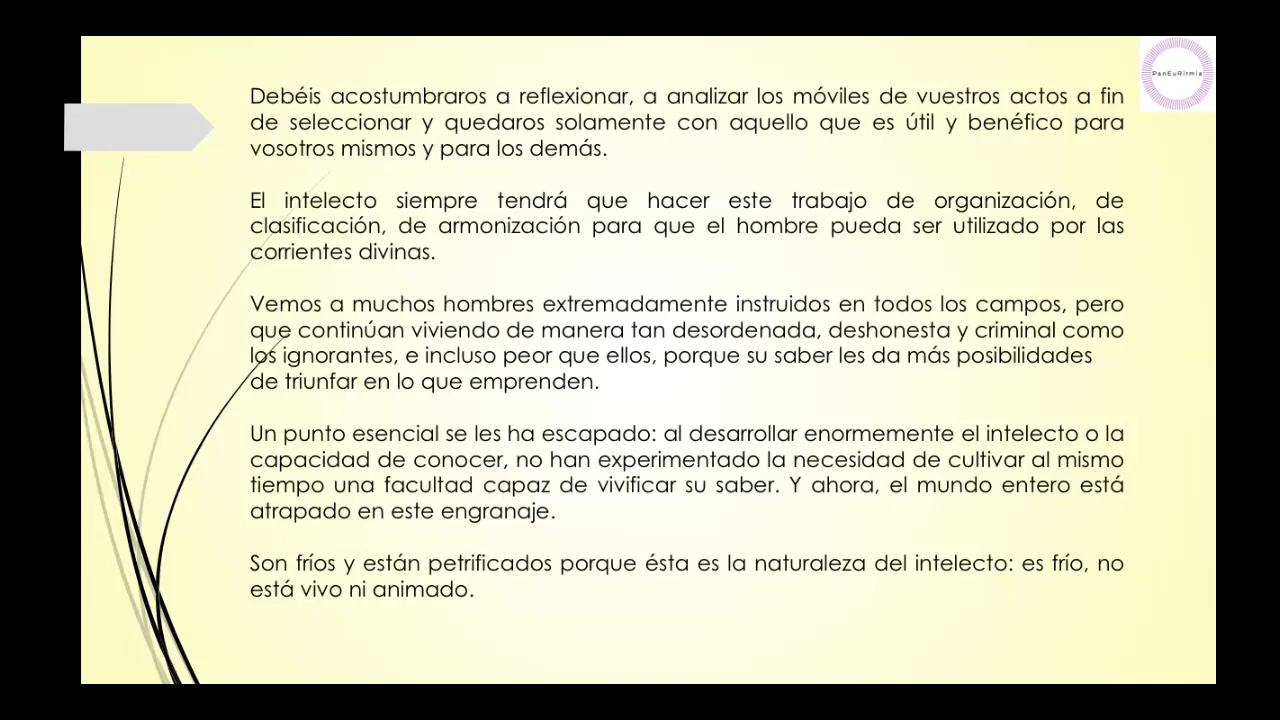 PanEuRitmia
Debéis acostumbraros a reflexionar, a analizar los móviles de vuestros actos a fin
de seleccionar y quedaros solamente con aquello que es útil y benéfico para
vosotros mismos y para los demás.
El intelecto siempre tendrá que hacer este trabajo de organización, de
clasificación, de armonización para que el hombre pueda ser utilizado por las
corrientes divinas.
Vemos a muchos hombres extremadamente instruidos en todos los campos, pero
que continúan viviendo de manera tan desordenada, deshonesta y criminal como
los ignorantes, e incluso peor que ellos, porque su saber les da más posibilidades
de triunfar en lo que emprenden.
Un punto esencial se les ha escapado: al desarrollar enormemente el intelecto o la
capacidad de conocer, no han experimentado la necesidad de cultivar al mismo
tiempo una facultad capaz de vivificar su saber. Y ahora, el mundo entero está
atrapado en este engranaje.
Son fríos y están petrificados porque ésta es la naturaleza del intelecto: es frío, no
está vivo ni animado.